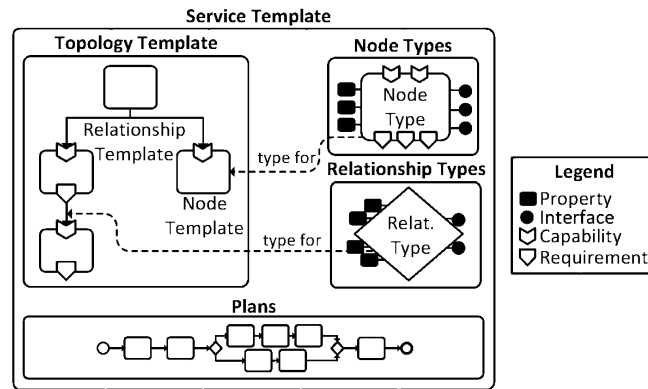 Service Template
Topology Template
Node Types
Node
Type
Relationship
Template
type for
Relationship Types
Node
Template
Relat.
Type
type for
Plans
Legend
Property
Interface
Capability
Requirement